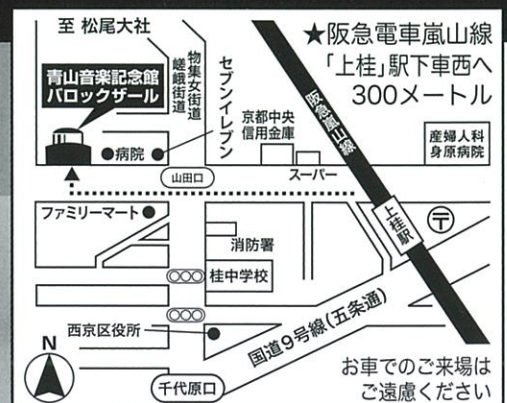 至 松尾大社
青山音楽記念館
バロックザール
物集女街道
嵯峨街道
セブンイレブン
★阪急電車嵐山線
「上桂」駅下車西へ
300メートル
阪急嵐山線
京都中央
信用金庫
産婦人科
身原病院
●病院
山田口
スーパー
ファミリーマート●
消防署
上桂駅
〒
桂中学校
西京区役所
国道9号線(五条通)
N
千代原口
お車でのご来場は
ご遠慮ください